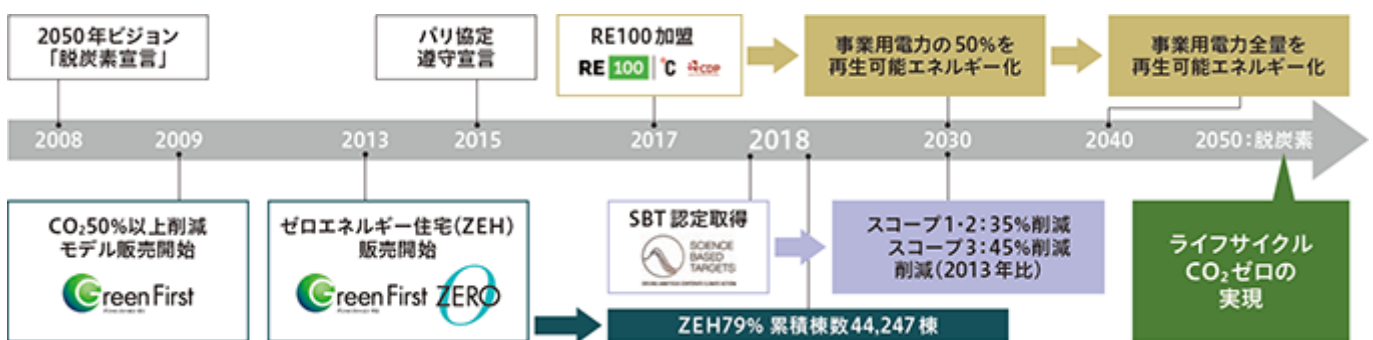 2050年ビジョン
「脱炭素宣言」
パリ協定
遵守宣言
RE100加盟
RE 100 °C CDP
事業用電力の50%を
再生可能エネルギー化
事業用電力全量を
再生可能エネルギー化
2008
2009
2013
2015
2017
2018
2030
2040
2050:脱炭素
CO₂50%以上削減
モデル販売開始
Green First
ゼロエネルギー住宅(ZEH)
販売開始
Green First ZERO
SBT認定取得
SCIENCE
BASED
TARGETS
スコープ1・2:35%削減
スコープ3:45%削減
削減(2013年比)
ライフサイクル
CO₂ゼロの
実現
ZEH79% 累積棟数44,247棟